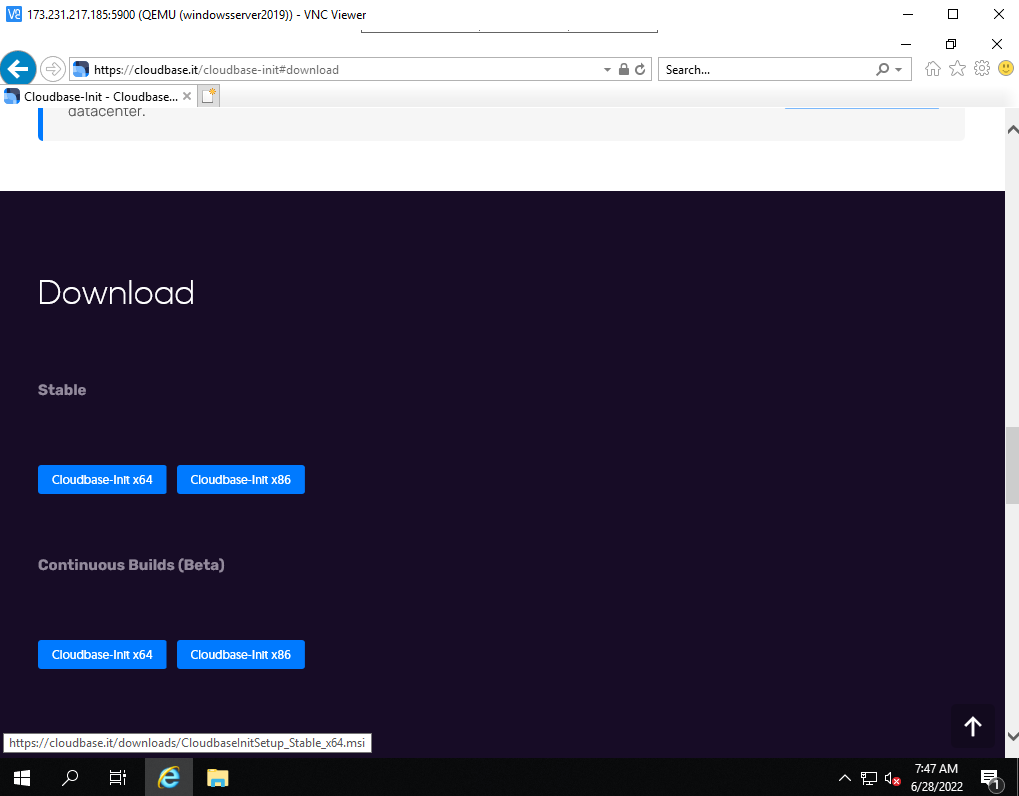 173.231.217.185:5900 (QEMU (windowsserver2019)) - VNC Viewer
https://cloudbase.it/cloudbase-init#download
Search...
Cloudbase-Init - Cloudbase...
datacenter.
Download
Stable
Cloudbase-Init x64
Cloudbase-Init x86
Continuous Builds (Beta)
Cloudbase-Init x64
Cloudbase-Init x86
https://cloudbase.it/downloads/CloudbaseInitSetup_Stable_x64.msi
7:47 AM
6/28/2022
1